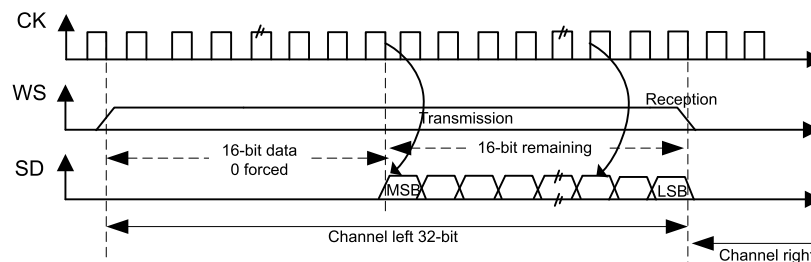 CK
WS
Reception
Transmission
16-bit data
0 forced
16-bit remaining
SD
MSB
LSB
Channel left 32-bit
Channel right